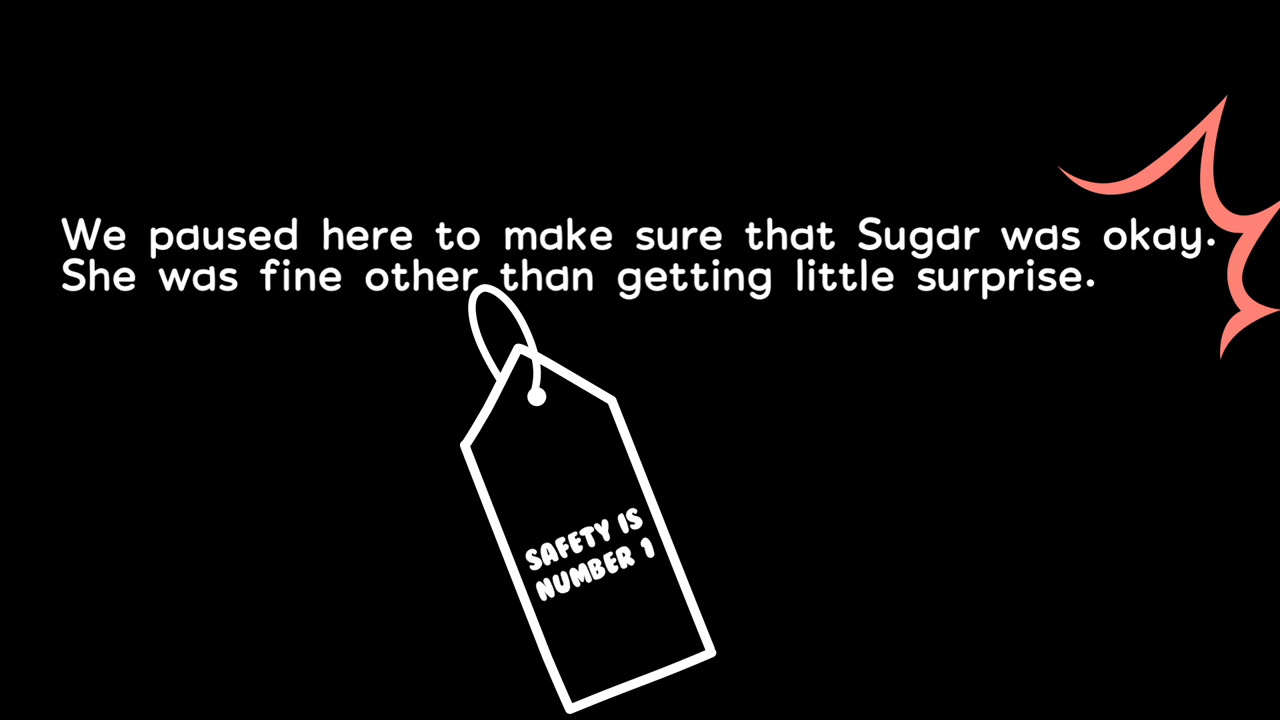 We paused here to make sure that Sugar was okay.
She was fine other than getting little surprise.
SAFETY IS
NUMBER 1